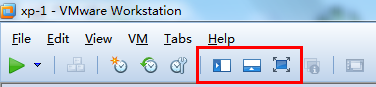 xp-1 - VMware Workstation
File Edit View VM Tabs Help